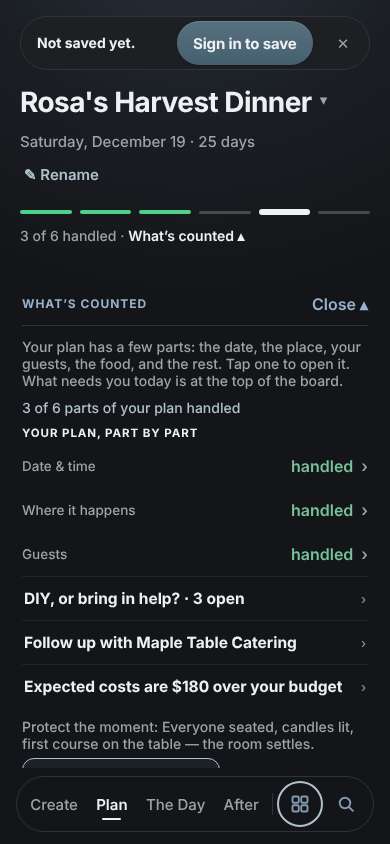 Not saved yet.
Sign in to save
×
Rosa's Harvest Dinner ▾
Saturday, December 19 · 25 days
✎ Rename
3 of 6 handled · What's counted ▴
WHAT'S COUNTED
Close ▴
Your plan has a few parts: the date, the place, your
guests, the food, and the rest. Tap one to open it.
What needs you today is at the top of the board.
3 of 6 parts of your plan handled
YOUR PLAN, PART BY PART
Date & time handled ›
Where it happens handled ›
Guests handled ›
DIY, or bring in help? · 3 open ›
Follow up with Maple Table Catering ›
Expected costs are $180 over your budget ›
Protect the moment: Everyone seated, candles lit,
first course on the table — the room settles.
Create Plan The Day After